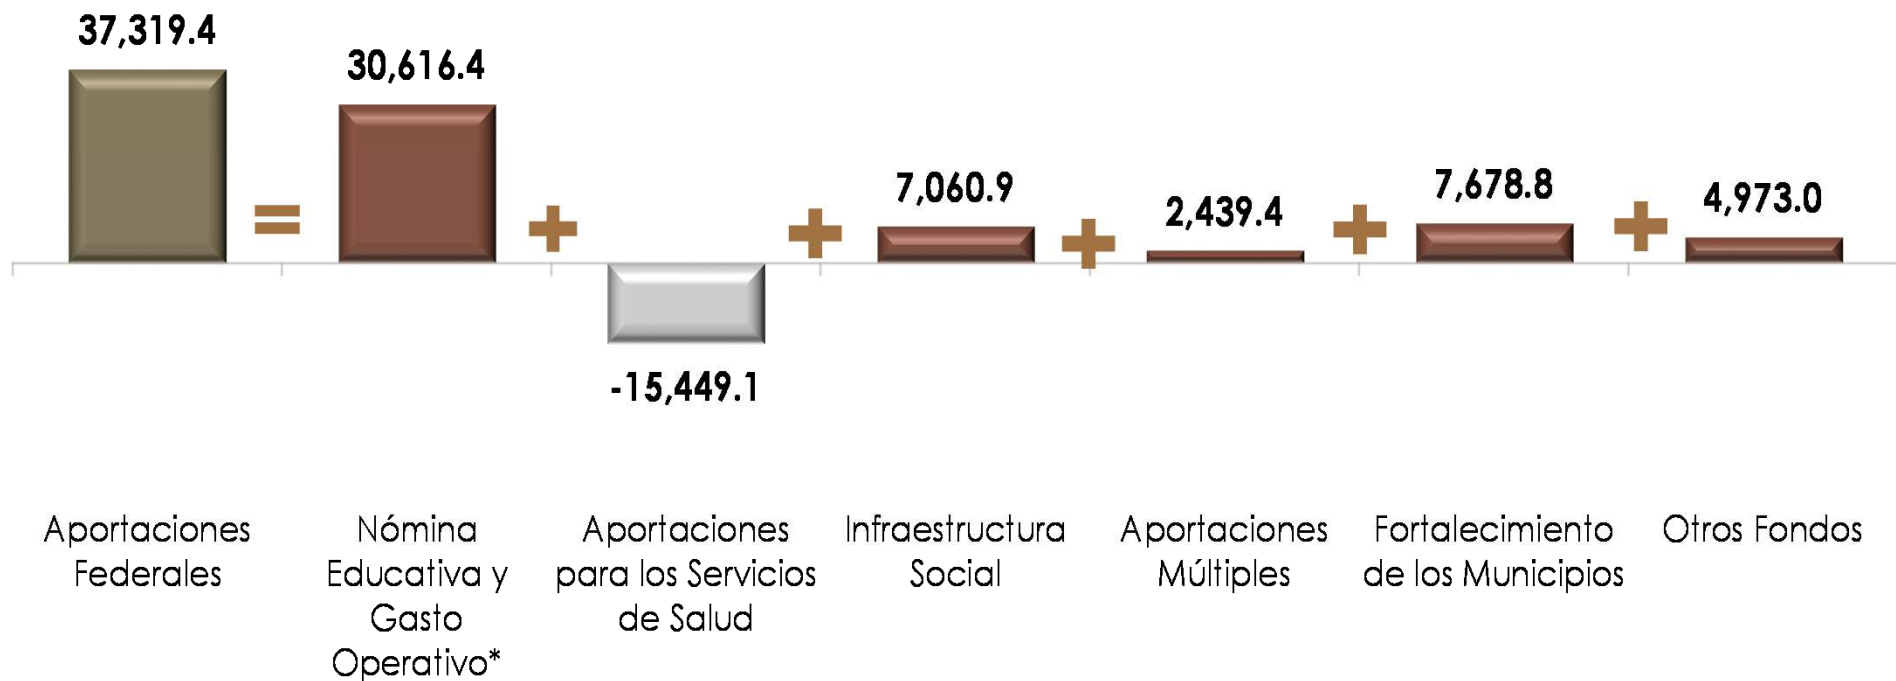 37,319.4
30,616.4
7,060.9
2,439.4
7,678.8
4,973.0
=
+
+
+
+
+
-15,449.1
Aportaciones
Federales
Nómina
Educativa y
Gasto
Operativo*
Aportaciones
para los Servicios
de Salud
Infraestructura
Social
Aportaciones
Múltiples
Fortalecimiento
de los Municipios
Otros Fondos